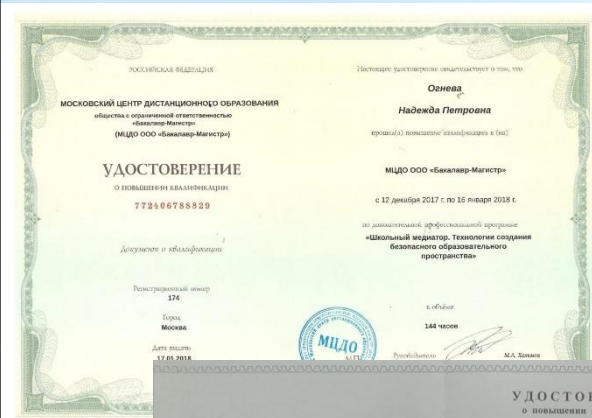 РОССИЙСКАЯ ФЕДЕРАЦИЯ
МОСКОВСКИЙ ЦЕНТР ДИСТАНЦИОННОГО ОБРАЗОВАНИЯ
общества с ограниченной ответственностью
«Бакалавр-Магистр»
(МЦДО ООО «Бакалавр-Магистр»)
УДОСТОВЕРЕНИЕ
О ПОВЫШЕНИИ КВАЛИФИКАЦИИ
772406788829
Документ о квалификации
Регистрационный номер
174
Город
Москва
Дата выдачи
17.01.2018
Настоящее удостоверение свидетельствует о том, что
Огнева
Надежда Петровна
прошёл(а) повышение квалификации в (на)
МЦДО ООО «Бакалавр-Магистр»
с 12 декабря 2017 г. по 16 января 2018 г.
по дополнительной профессиональной программе
«Школьный медиатор. Технологии создания
безопасного образовательного
пространства»
в объёме
144 часов
МЦДО
М.П.
Руководитель
УДОСТОВ
о повышении